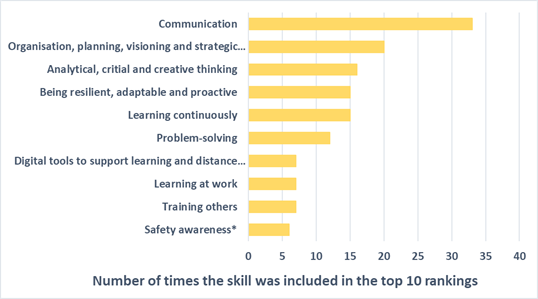 Communication
Organisation, planning, visioning and strategic...
Analytical, critial and creative thinking
Being resilient, adaptable and proactive
Learning continuously
Problem-solving
Digital tools to support learning and distance...
Learning at work
Training others
Safety awareness*
0 5 10 15 20 25 30 35 40
Number of times the skill was included in the top 10 rankings